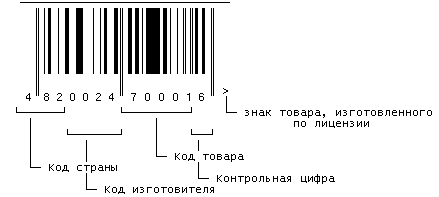 4 820024 700016 >
знак товара, изготовленного
по лицензии
Код товара
Код страны
Контрольная цифра
Код изготовителя